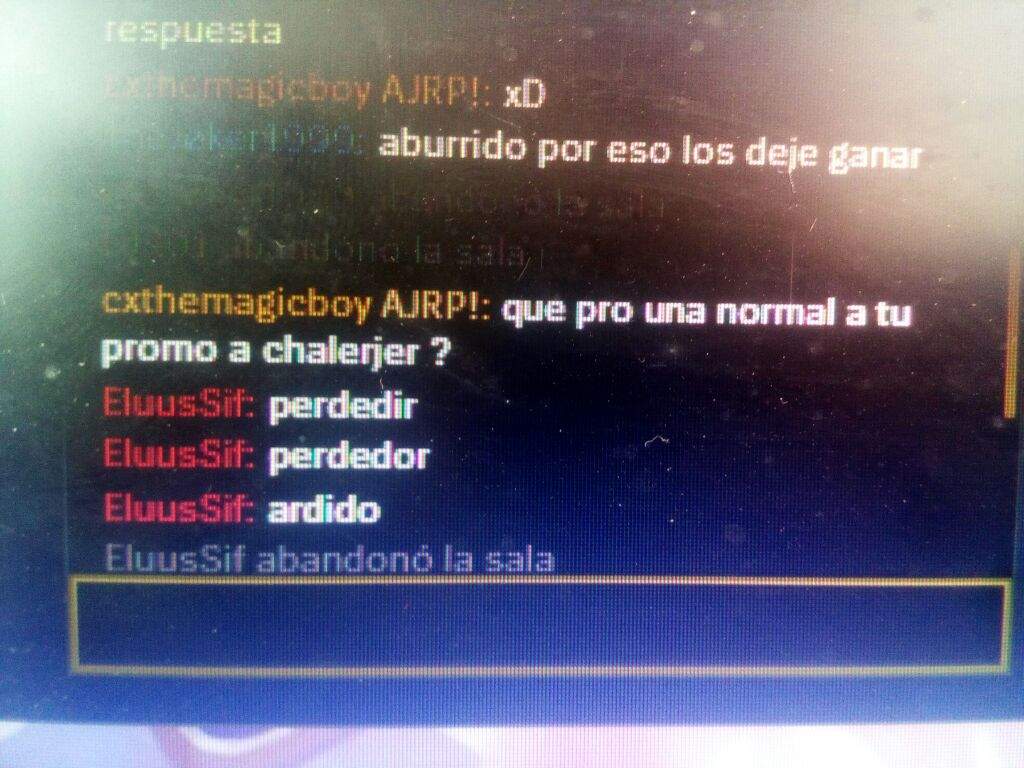 respuesta
cxthemagicboy AJRP!: xD
aburrido por eso los deje ganar
abandonó la sala
abandonó la sala
cxthemagicboy AJRP!: que pro una normal a tu
promo a chalerjer ?
EluusSif: perdedir
EluusSif: perdedor
EluusSif: ardido
EluusSif abandonó la sala